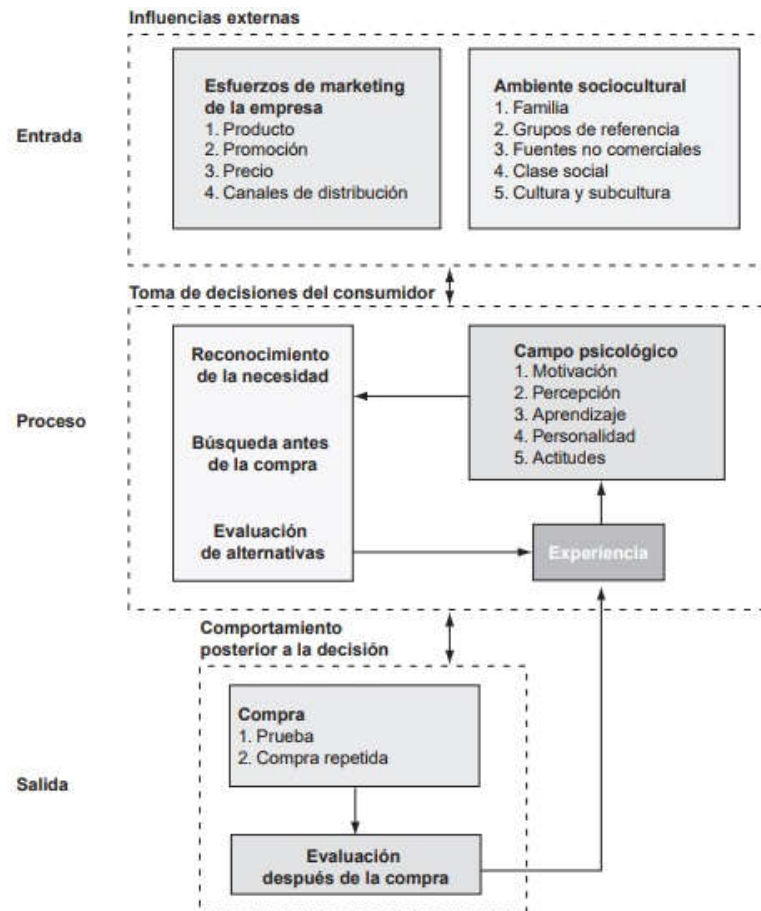 Influencias externas
Entrada
Esfuerzos de marketing
de la empresa
1. Producto
2. Promoción
3. Precio
4. Canales de distribución
Ambiente sociocultural
1. Familia
2. Grupos de referencia
3. Fuentes no comerciales
4. Clase social
5. Cultura y subcultura
Toma de decisiones del consumidor
Proceso
Reconocimiento
de la necesidad
Búsqueda antes
de la compra
Evaluación
de alternativas
Campo psicológico
1. Motivación
2. Percepción
3. Aprendizaje
4. Personalidad
5. Actitudes
Experiencia
Comportamiento
posterior a la decisión
Salida
Compra
1. Prueba
2. Compra repetida
Evaluación
después de la compra